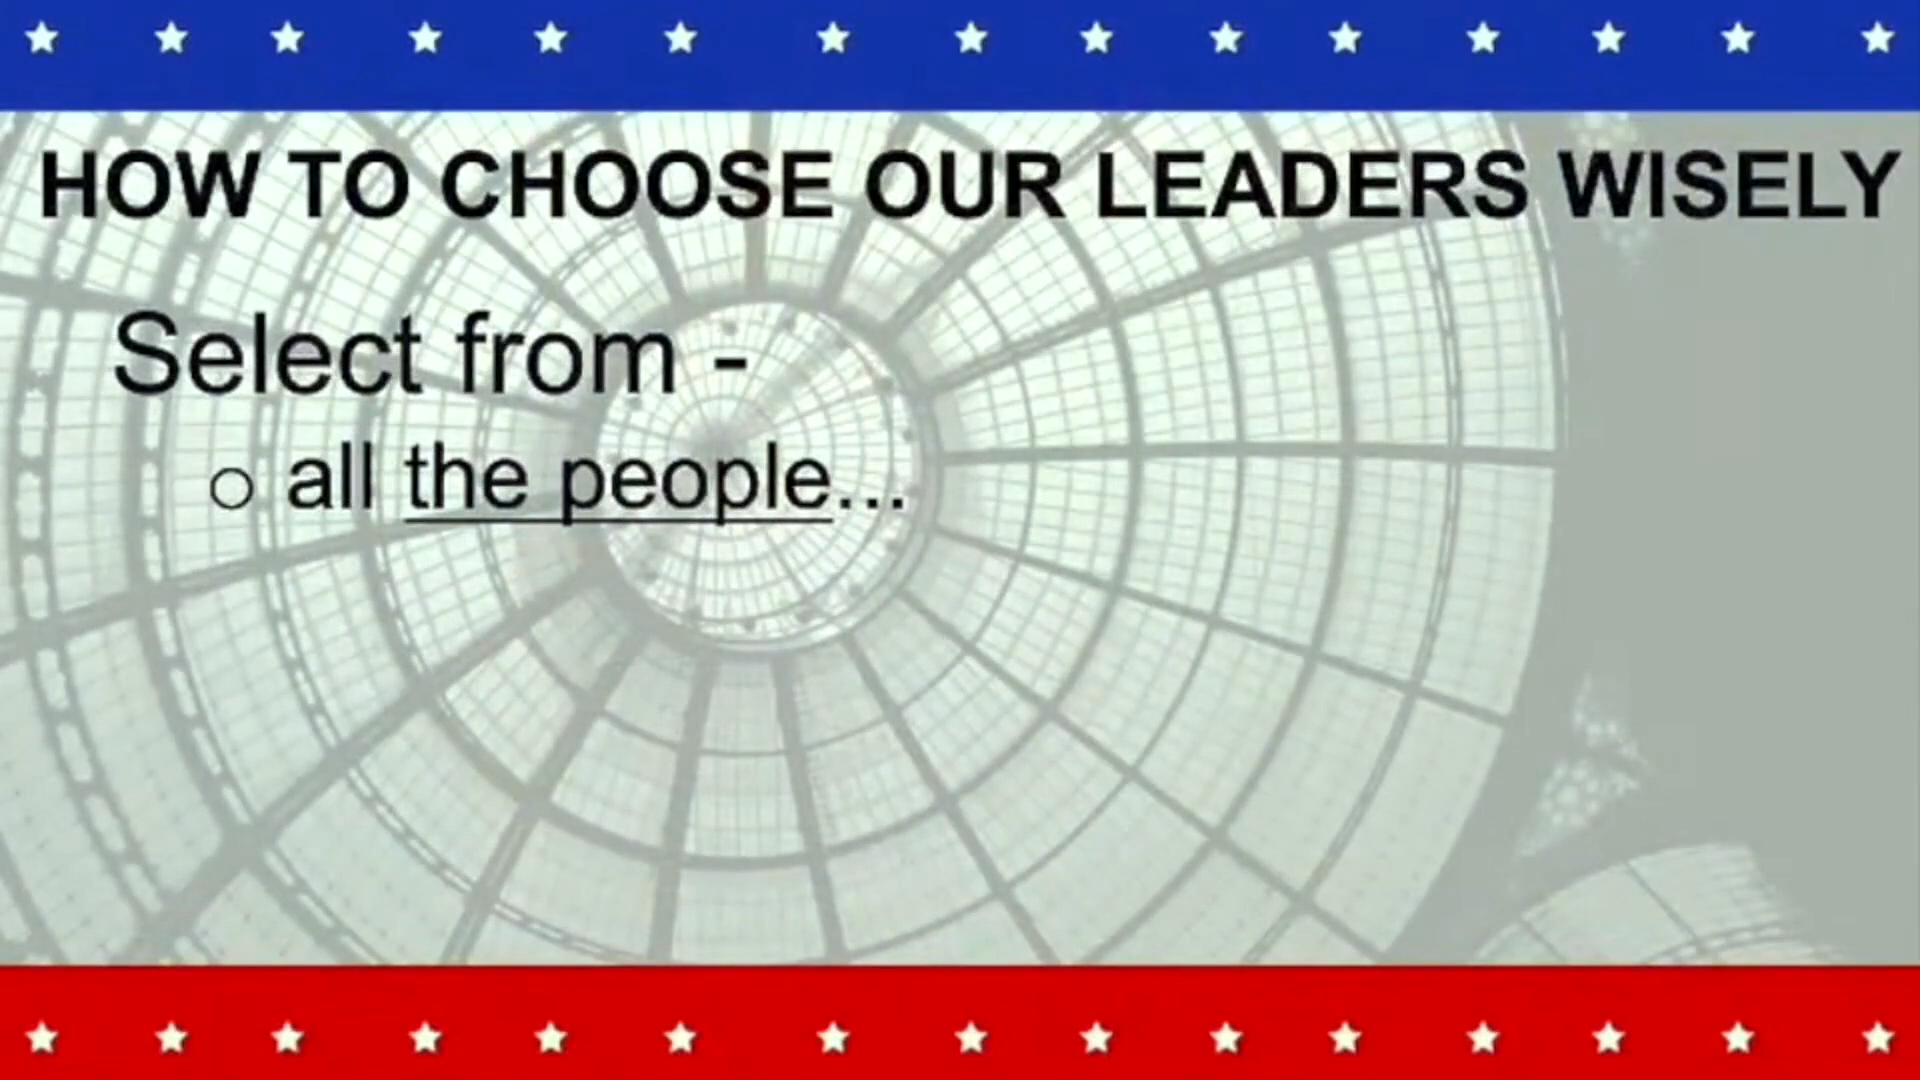 HOW TO CHOOSE OUR LEADERS WISELY
Select from -
○ all the people...